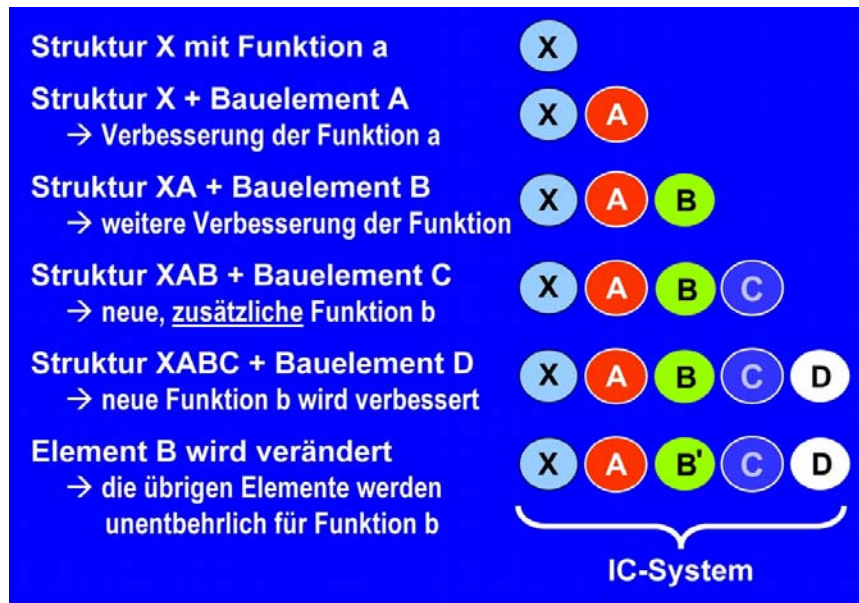 Struktur X mit Funktion a
X
Struktur X + Bauelement A
→ Verbesserung der Funktion a
X A
Struktur XA + Bauelement B
→ weitere Verbesserung der Funktion
X A B
Struktur XAB + Bauelement C
→ neue, zusätzliche Funktion b
X A B C
Struktur XABC + Bauelement D
→ neue Funktion b wird verbessert
X A B C D
Element B wird verändert
→ die übrigen Elemente werden
unentbehrlich für Funktion b
X A B' C D
IC-System